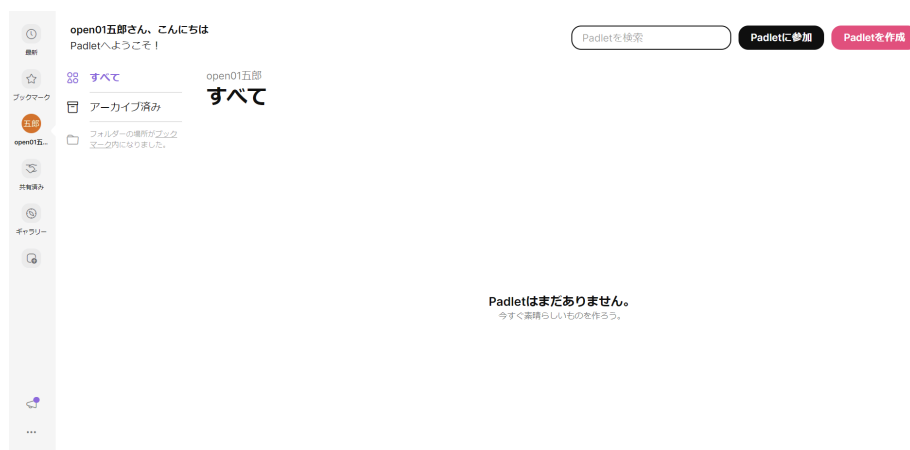 最新
ブックマーク
五郎
open01五...
共有済み
ギャラリー
open01五郎さん、こんにちは
Padletへようこそ！
Padletを検索
Padletに参加
Padletを作成
すべて
アーカイブ済み
フォルダーの場所がブック
マーク内になりました。
open01五郎
すべて
Padletはまだありません。
今すぐ素晴らしいものを作ろう。